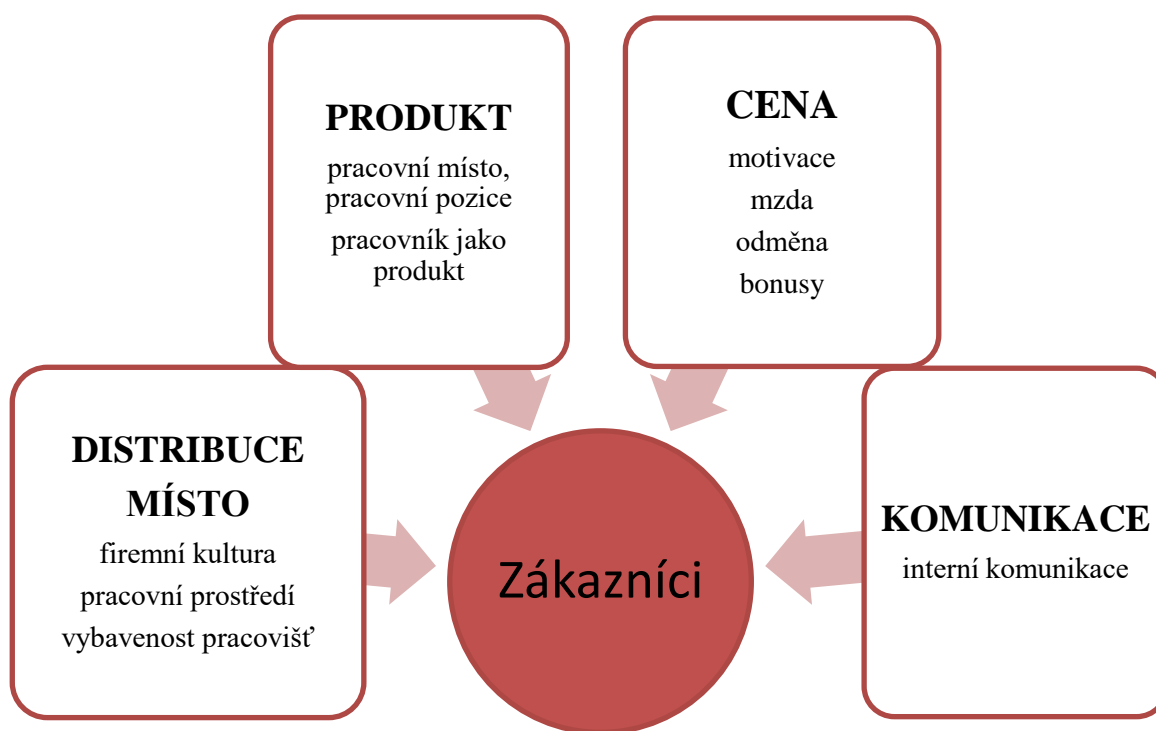 PRODUKT
pracovní místo,
pracovní pozice
pracovník jako
produkt
CENA
motivace
mzda
odměna
bonusy
DISTRIBUCE
MÍSTO
firemní kultura
pracovní prostředí
vybavenost pracovišť
Zákazníci
KOMUNIKACE
interní komunikace